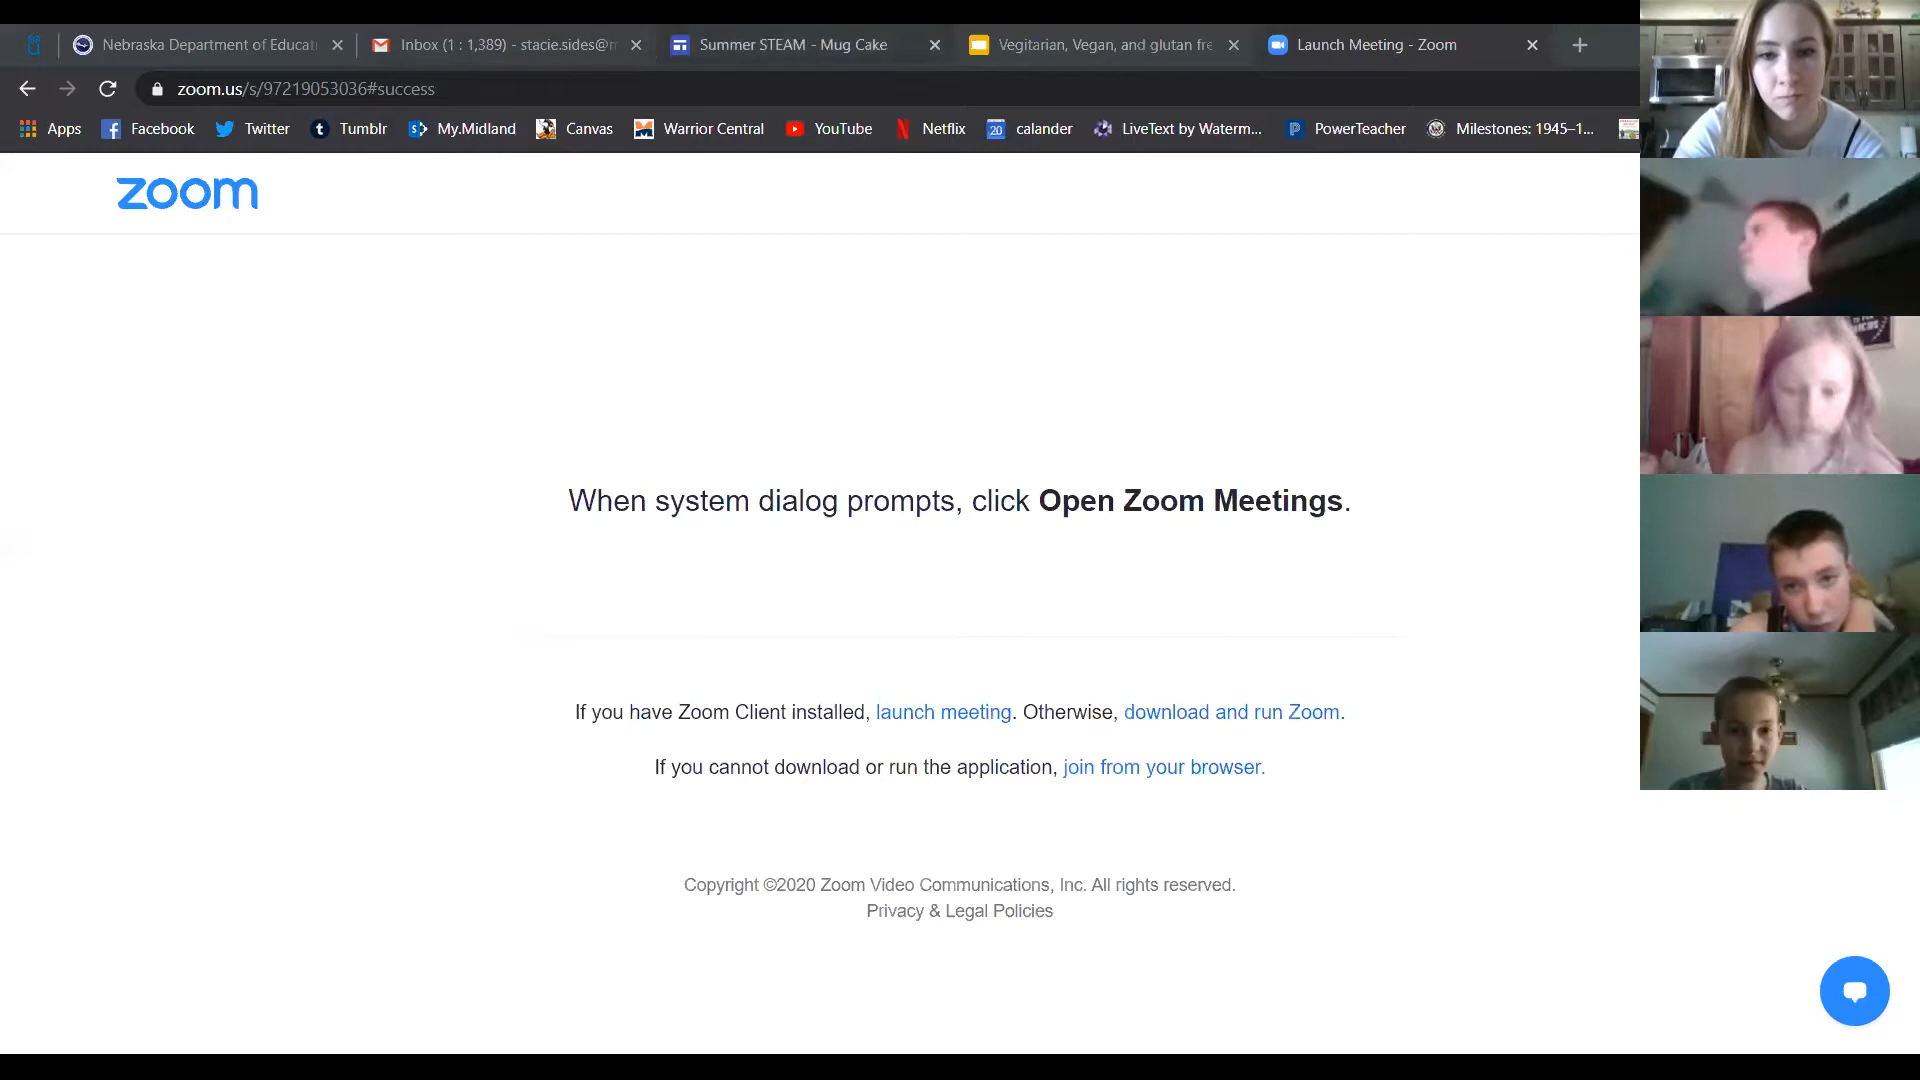 Nebraska Department of Educati
Inbox (1 : 1,389) - stacie.sides@m
Summer STEAM - Mug Cake
Vegitarian, Vegan, and glutan fre
Launch Meeting - Zoom
zoom.us/s/97219053036#success
Apps
Facebook
Twitter
Tumblr
My.Midland
Canvas
Warrior Central
YouTube
Netflix
20
calander
LiveText by Waterm...
PowerTeacher
Milestones: 1945–1...
zoom
When system dialog prompts, click Open Zoom Meetings.
If you have Zoom Client installed, launch meeting. Otherwise, download and run Zoom.
If you cannot download or run the application, join from your browser.
Copyright ©2020 Zoom Video Communications, Inc. All rights reserved.
Privacy & Legal Policies